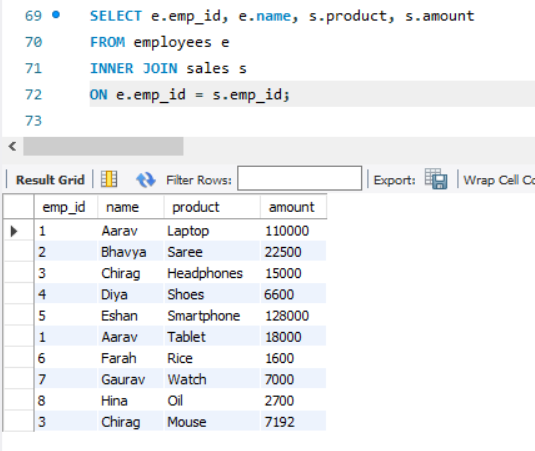 69 SELECT e.emp_id, e.name, s.product, s.amount
70 FROM employees e
71 INNER JOIN sales s
72 ON e.emp_id = s.emp_id;
73
Result Grid Filter Rows: Export: Wrap Cell Co
emp_id name product amount
1 Aarav Laptop 110000
2 Bhavya Saree 22500
3 Chirag Headphones 15000
4 Diya Shoes 6600
5 Eshan Smartphone 128000
1 Aarav Tablet 18000
6 Farah Rice 1600
7 Gaurav Watch 7000
8 Hina Oil 2700
3 Chirag Mouse 7192